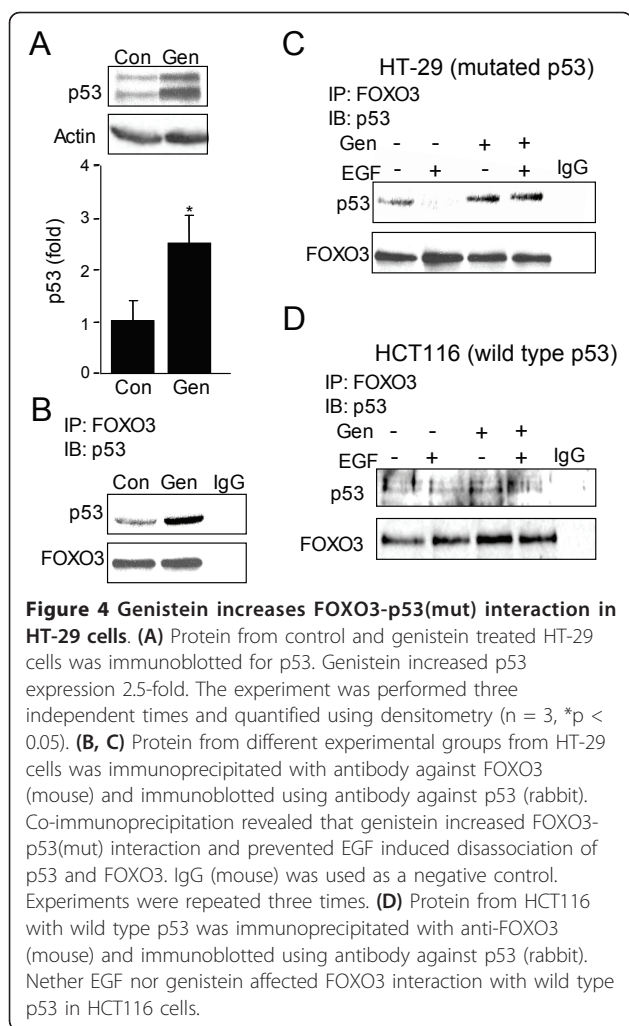 A
Con Gen
p53
Actin
p53 (fold)
4
3
2
1
0
*
Con Gen
B
IP: FOXO3
IB: p53
Con Gen IgG
p53
FOXO3
C
HT-29 (mutated p53)
IP: FOXO3
IB: p53
Gen - - + +
EGF - + - + IgG
p53
FOXO3
D
HCT116 (wild type p53)
IP: FOXO3
IB: p53
Gen - - + +
EGF - + - + IgG
p53
FOXO3
Figure 4 Genistein increases FOXO3-p53(mut) interaction in
HT-29 cells. (A) Protein from control and genistein treated HT-29
cells was immunoblotted for p53. Genistein increased p53
expression 2.5-fold. The experiment was performed three
independent times and quantified using densitometry (n = 3, *p <
0.05). (B, C) Protein from different experimental groups from HT-29
cells was immunoprecipitated with antibody against FOXO3
(mouse) and immunoblotted using antibody against p53 (rabbit).
Co-immunoprecipitation revealed that genistein increased FOXO3-
p53(mut) interaction and prevented EGF induced disassociation of
p53 and FOXO3. IgG (mouse) was used as a negative control.
Experiments were repeated three times. (D) Protein from HCT116
with wild type p53 was immunoprecipitated with anti-FOXO3
(mouse) and immunoblotted using antibody against p53 (rabbit).
Nether EGF nor genistein affected FOXO3 interaction with wild type
p53 in HCT116 cells.